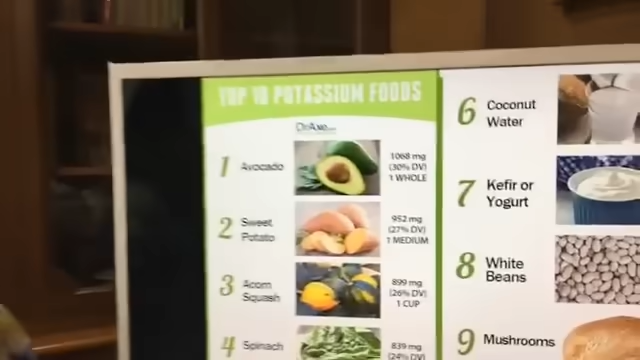 TOP 10 POTASSIUM FOODS
DrAxe
1 Avocado
1068 mg
(30% DV)
1 WHOLE
2 Sweet
Potato
952 mg
(27% DV)
1 MEDIUM
3 Acorn
Squash
899 mg
(26% DV)
1 CUP
4 Spinach
839 mg
(24% DV)
6 Coconut
Water
7 Kefir or
Yogurt
8 White
Beans
9 Mushrooms